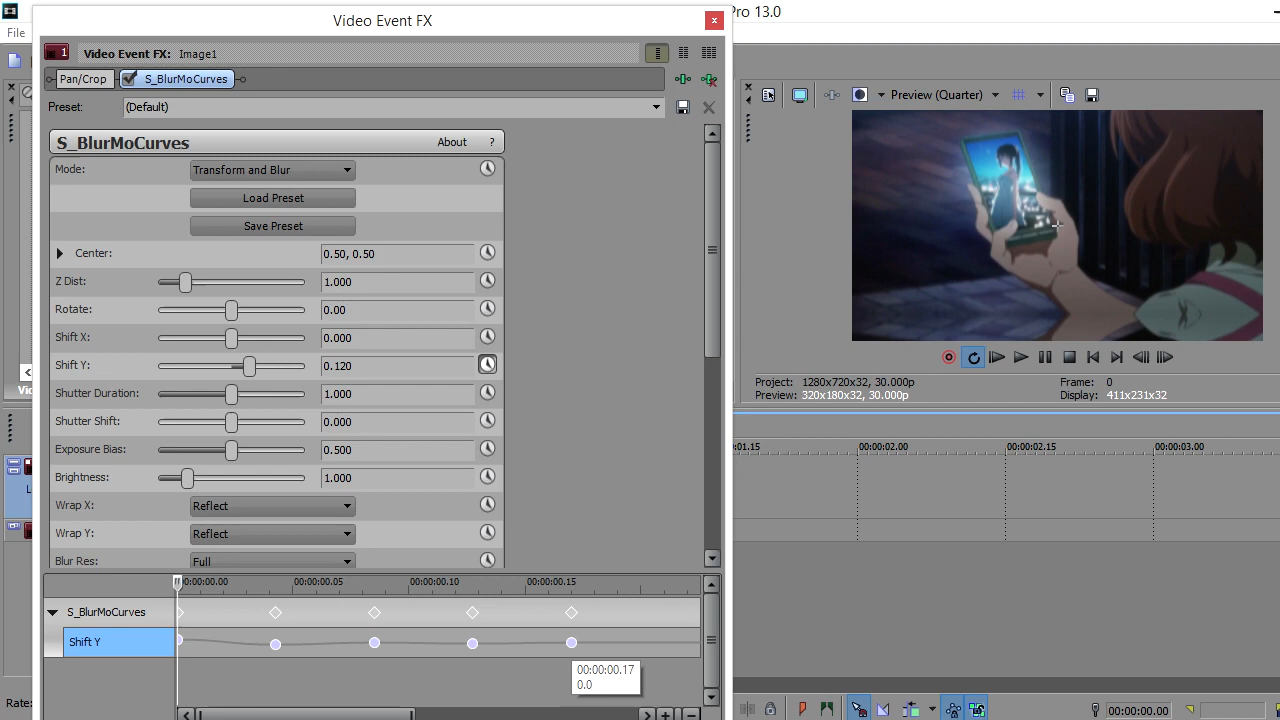 Video Event FX
x
Pro 13.0
File
1
Video Event FX: Image1
Pan/Crop
S_BlurMoCurves
Preset:
(Default)
Preview (Quarter)
S_BlurMoCurves
About
?
Mode:
Transform and Blur
Load Preset
Save Preset
Center:
0.50, 0.50
Z Dist:
1.000
Rotate:
0.00
Shift X:
0.000
Shift Y:
0.120
Shutter Duration:
1.000
Shutter Shift:
0.000
Exposure Bias:
0.500
Brightness:
1.000
Wrap X:
Reflect
Wrap Y:
Reflect
Blur Res:
Full
Project: 1280x720x32, 30.000p
Frame: 0
Preview: 320x180x32, 30.000p
Display: 411x231x32
:01.15
00:00:02.00
00:00:02.15
00:00:03.00
00:00:00.00
00:00:00.05
00:00:00.10
00:00:00.15
S_BlurMoCurves
Shift Y
00:00:00.17
0.0
Rate:
00:00:00.00